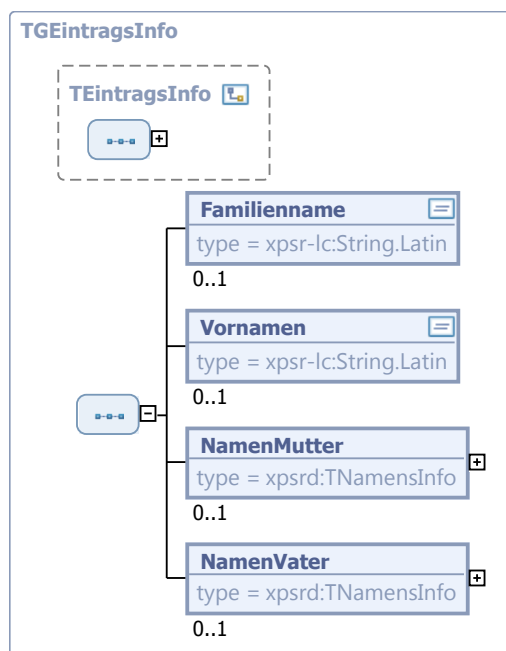 TGEintragsInfo
TEintragsInfo
Familienname
type = xpsr-lc:String.Latin
0..1
Vornamen
type = xpsr-lc:String.Latin
0..1
NamenMutter
type = xpsrd:TNamensInfo
0..1
NamenVater
type = xpsrd:TNamensInfo
0..1